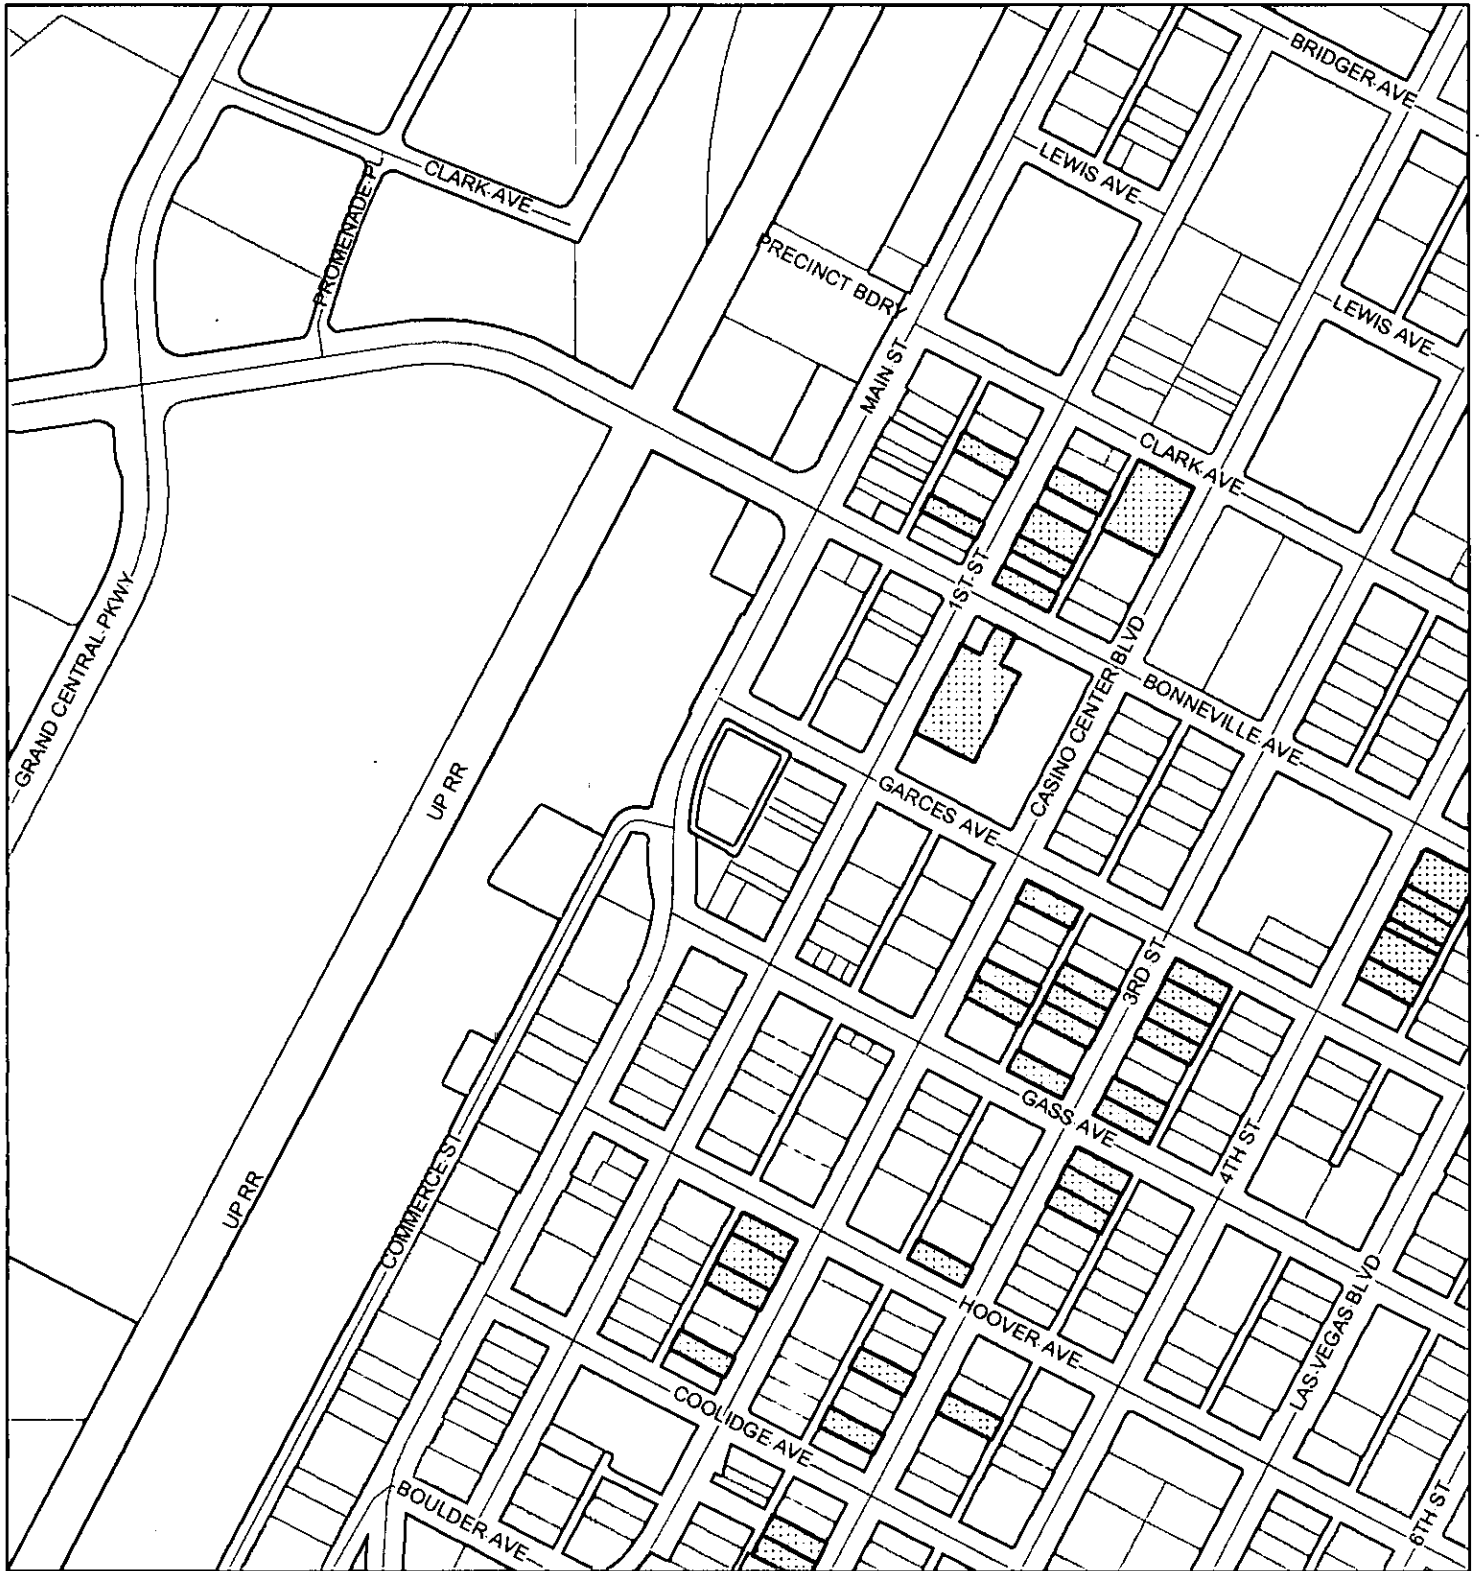 BRIDGER AVE
LEWIS AVE
CLARK AVE
PROMENADE PL
PRECINCT BDRY
LEWIS AVE
MAIN ST
CLARK AVE
1ST ST
GRAND CENTRAL PKWY
CASINO CENTER BLVD
BONNEVILLE AVE
UP RR
GARCES AVE
3RD ST
GASS AVE
4TH ST
COMMERCE ST
UP RR
HOOVER AVE
LAS VEGAS BLVD
COOLIDGE AVE
BOULDER AVE
6TH ST